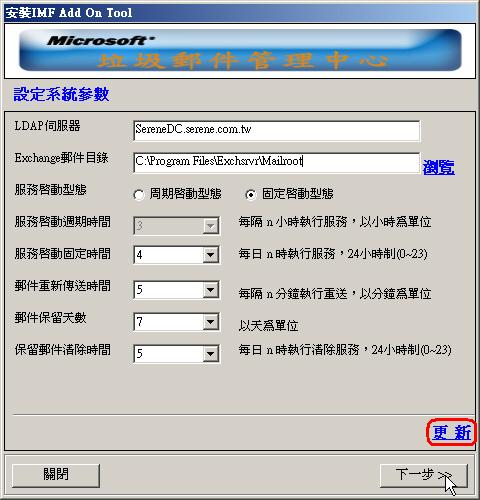 安裝IMF Add On Tool
Microsoft®
垃圾郵件管理中心
設定系統參數
LDAP伺服器 SereneDC.serene.com.tw
Exchange郵件目錄 C:\Program Files\Exchsrvr\Mailroot 瀏覽
服務啓動型態 周期啓動型態 固定啓動型態
服務啓動週期時間 3 每隔 n 小時執行服務，以小時爲單位
服務啓動固定時間 4 每日 n 時執行服務，24小時制(0~23)
郵件重新傳送時間 5 每隔 n 分鐘執行重送，以分鐘爲單位
郵件保留天數 7 以天爲單位
保留郵件清除時間 5 每日 n 時執行清除服務，24小時制(0~23)
更 新
關閉 下一步 >>